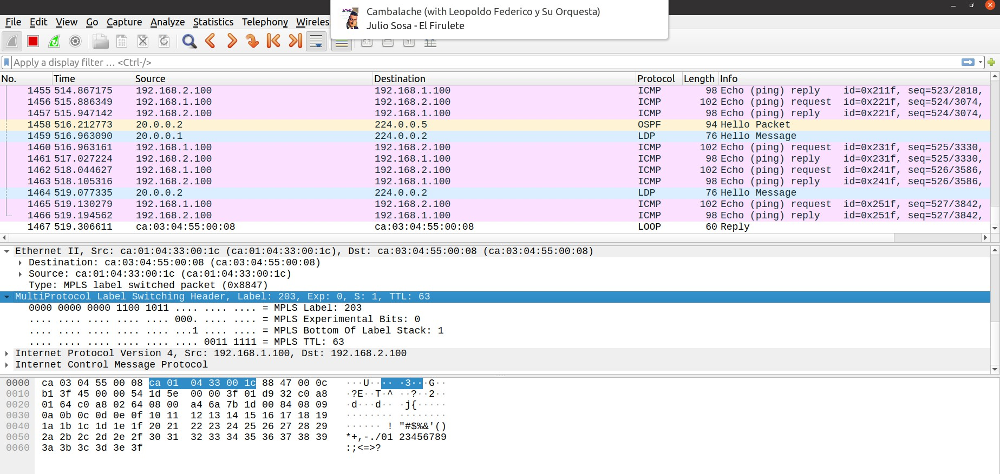 Cambalache (with Leopoldo Federico y Su Orquesta)
Julio Sosa - El Firulete
File Edit View Go Capture Analyze Statistics Telephony
Apply a display filter … <Ctrl-/>
No. Time Source Destination Protocol Length Info
1455 514.867175 192.168.2.100 192.168.1.100 ICMP 98 Echo (ping) reply id=0x211f, seq=523/2818,
1456 515.886349 192.168.1.100 192.168.2.100 ICMP 102 Echo (ping) request id=0x221f, seq=524/3074,
1457 515.947142 192.168.2.100 192.168.1.100 ICMP 98 Echo (ping) reply id=0x221f, seq=524/3074,
1458 516.212773 20.0.0.2 224.0.0.5 OSPF 94 Hello Packet
1459 516.963090 20.0.0.1 224.0.0.2 LDP 76 Hello Message
1460 516.963161 192.168.1.100 192.168.2.100 ICMP 102 Echo (ping) request id=0x231f, seq=525/3330,
1461 517.027224 192.168.2.100 192.168.1.100 ICMP 98 Echo (ping) reply id=0x231f, seq=525/3330,
1462 518.044627 192.168.1.100 192.168.2.100 ICMP 102 Echo (ping) request id=0x241f, seq=526/3586,
1463 518.105316 192.168.2.100 192.168.1.100 ICMP 98 Echo (ping) reply id=0x241f, seq=526/3586,
1464 519.077335 20.0.0.2 224.0.0.2 LDP 76 Hello Message
1465 519.130279 192.168.1.100 192.168.2.100 ICMP 102 Echo (ping) request id=0x251f, seq=527/3842,
1466 519.194562 192.168.2.100 192.168.1.100 ICMP 98 Echo (ping) reply id=0x251f, seq=527/3842,
1467 519.306611 ca:03:04:55:00:08 ca:03:04:55:00:08 LOOP 60 Reply
Ethernet II, Src: ca:01:04:33:00:1c (ca:01:04:33:00:1c), Dst: ca:03:04:55:00:08 (ca:03:04:55:00:08)
Destination: ca:03:04:55:00:08 (ca:03:04:55:00:08)
Source: ca:01:04:33:00:1c (ca:01:04:33:00:1c)
Type: MPLS label switched packet (0x8847)
MultiProtocol Label Switching Header, Label: 203, Exp: 0, S: 1, TTL: 63
0000 0000 0000 1100 1011 .... .... .... = MPLS Label: 203
.... .... .... .... .... 000. .... .... = MPLS Experimental Bits: 0
.... .... .... .... .... ...1 .... .... = MPLS Bottom Of Label Stack: 1
.... .... .... .... .... .... 0011 1111 = MPLS TTL: 63
Internet Protocol Version 4, Src: 192.168.1.100, Dst: 192.168.2.100
Internet Control Message Protocol
0000 ca 03 04 55 00 08 ca 01 04 33 00 1c 88 47 00 0c ···U···· ·3···G··
0010 b1 3f 45 00 00 54 1d 5e 00 00 3f 01 d9 32 c0 a8 ·?E··T·^ ··?··2··
0020 01 64 c0 a8 02 64 08 00 a4 6a 7b 1d 00 84 08 09 ·d···d·· ·j{·····
0030 0a 0b 0c 0d 0e 0f 10 11 12 13 14 15 16 17 18 19 ········ ········
0040 1a 1b 1c 1d 1e 1f 20 21 22 23 24 25 26 27 28 29 ······ ! "#$%&'()
0050 2a 2b 2c 2d 2e 2f 30 31 32 33 34 35 36 37 38 39 *+,-./01 23456789
0060 3a 3b 3c 3d 3e 3f :;<=>?